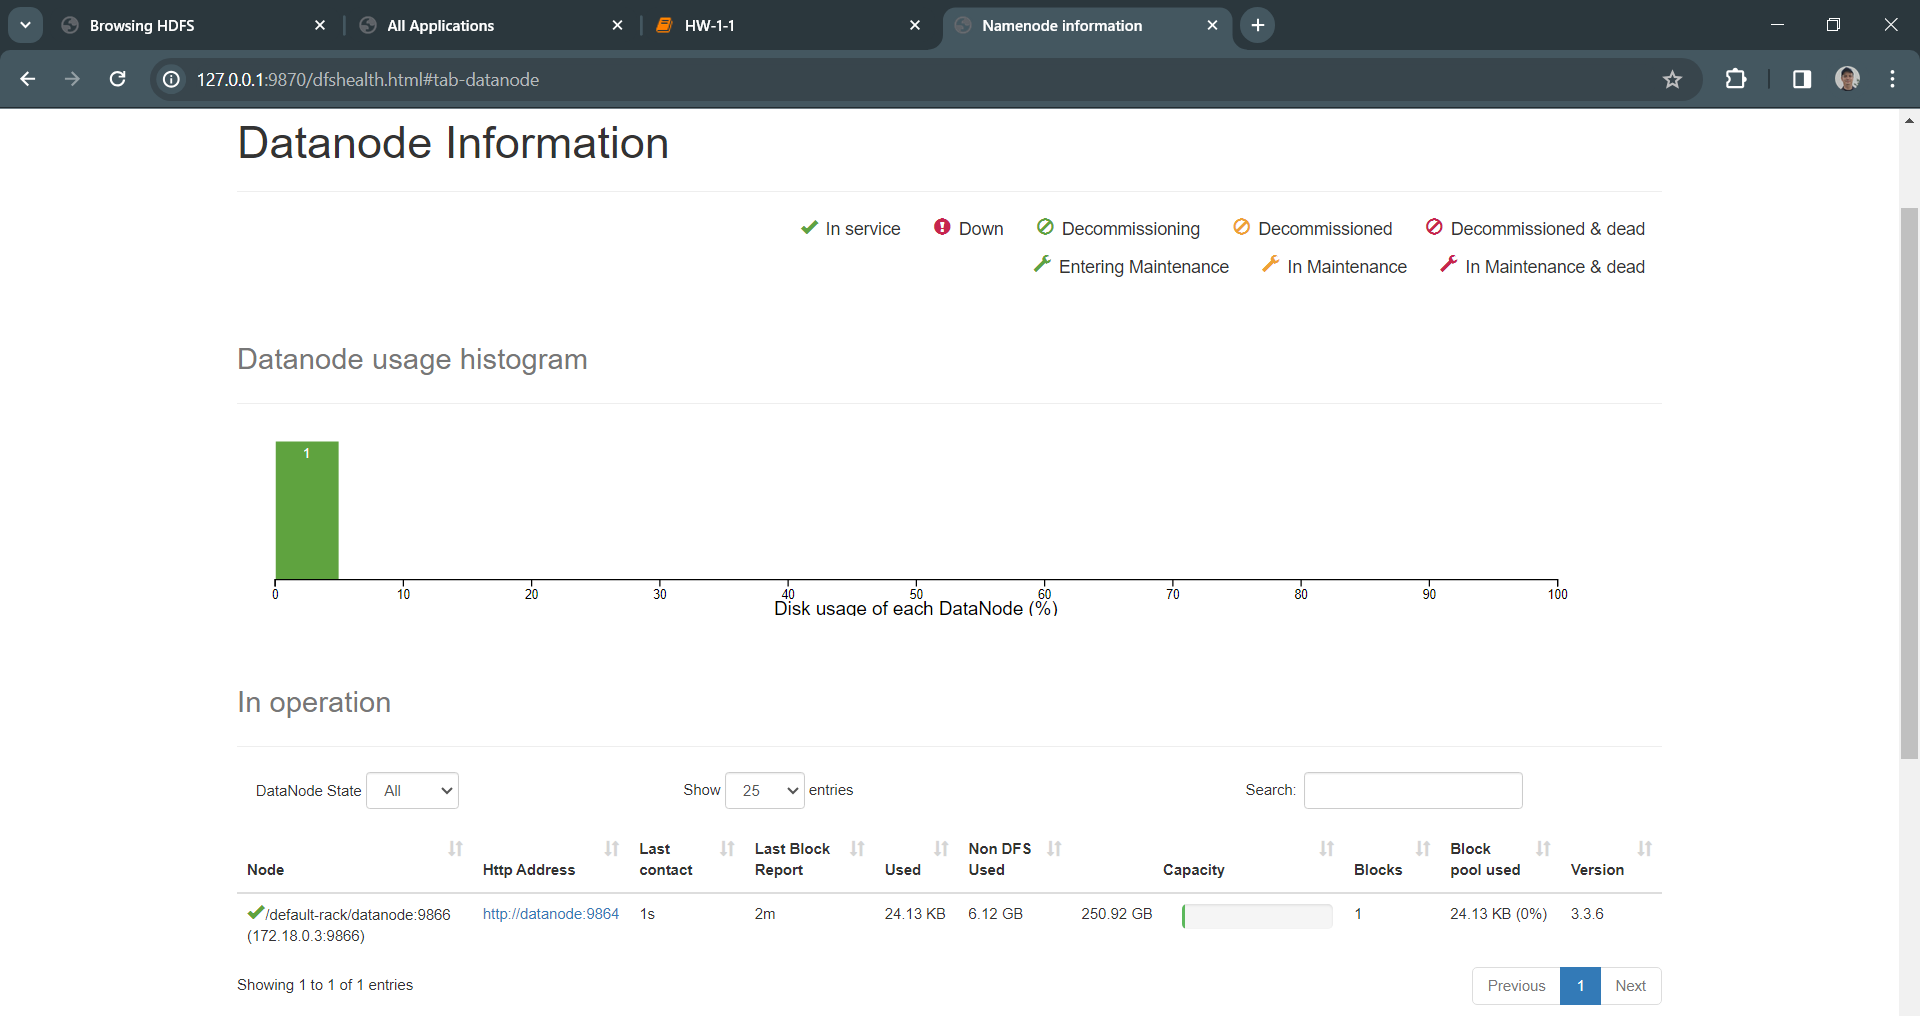 Browsing HDFS
All Applications
HW-1-1
Namenode information
127.0.0.1:9870/dfshealth.html#tab-datanode
Datanode Information
In service
Down
Decommissioning
Decommissioned
Decommissioned & dead
Entering Maintenance
In Maintenance
In Maintenance & dead
Datanode usage histogram
1
0 10 20 30 40 50 60 70 80 90 100
Disk usage of each DataNode (%)
In operation
DataNode State All
Show 25 entries
Search:
Node
Http Address
Last
contact
Last Block
Report
Used
Non DFS
Used
Capacity
Blocks
Block
pool used
Version
/default-rack/datanode:9866
(172.18.0.3:9866)
http://datanode:9864
1s
2m
24.13 KB
6.12 GB
250.92 GB
1
24.13 KB (0%)
3.3.6
Showing 1 to 1 of 1 entries
Previous 1 Next